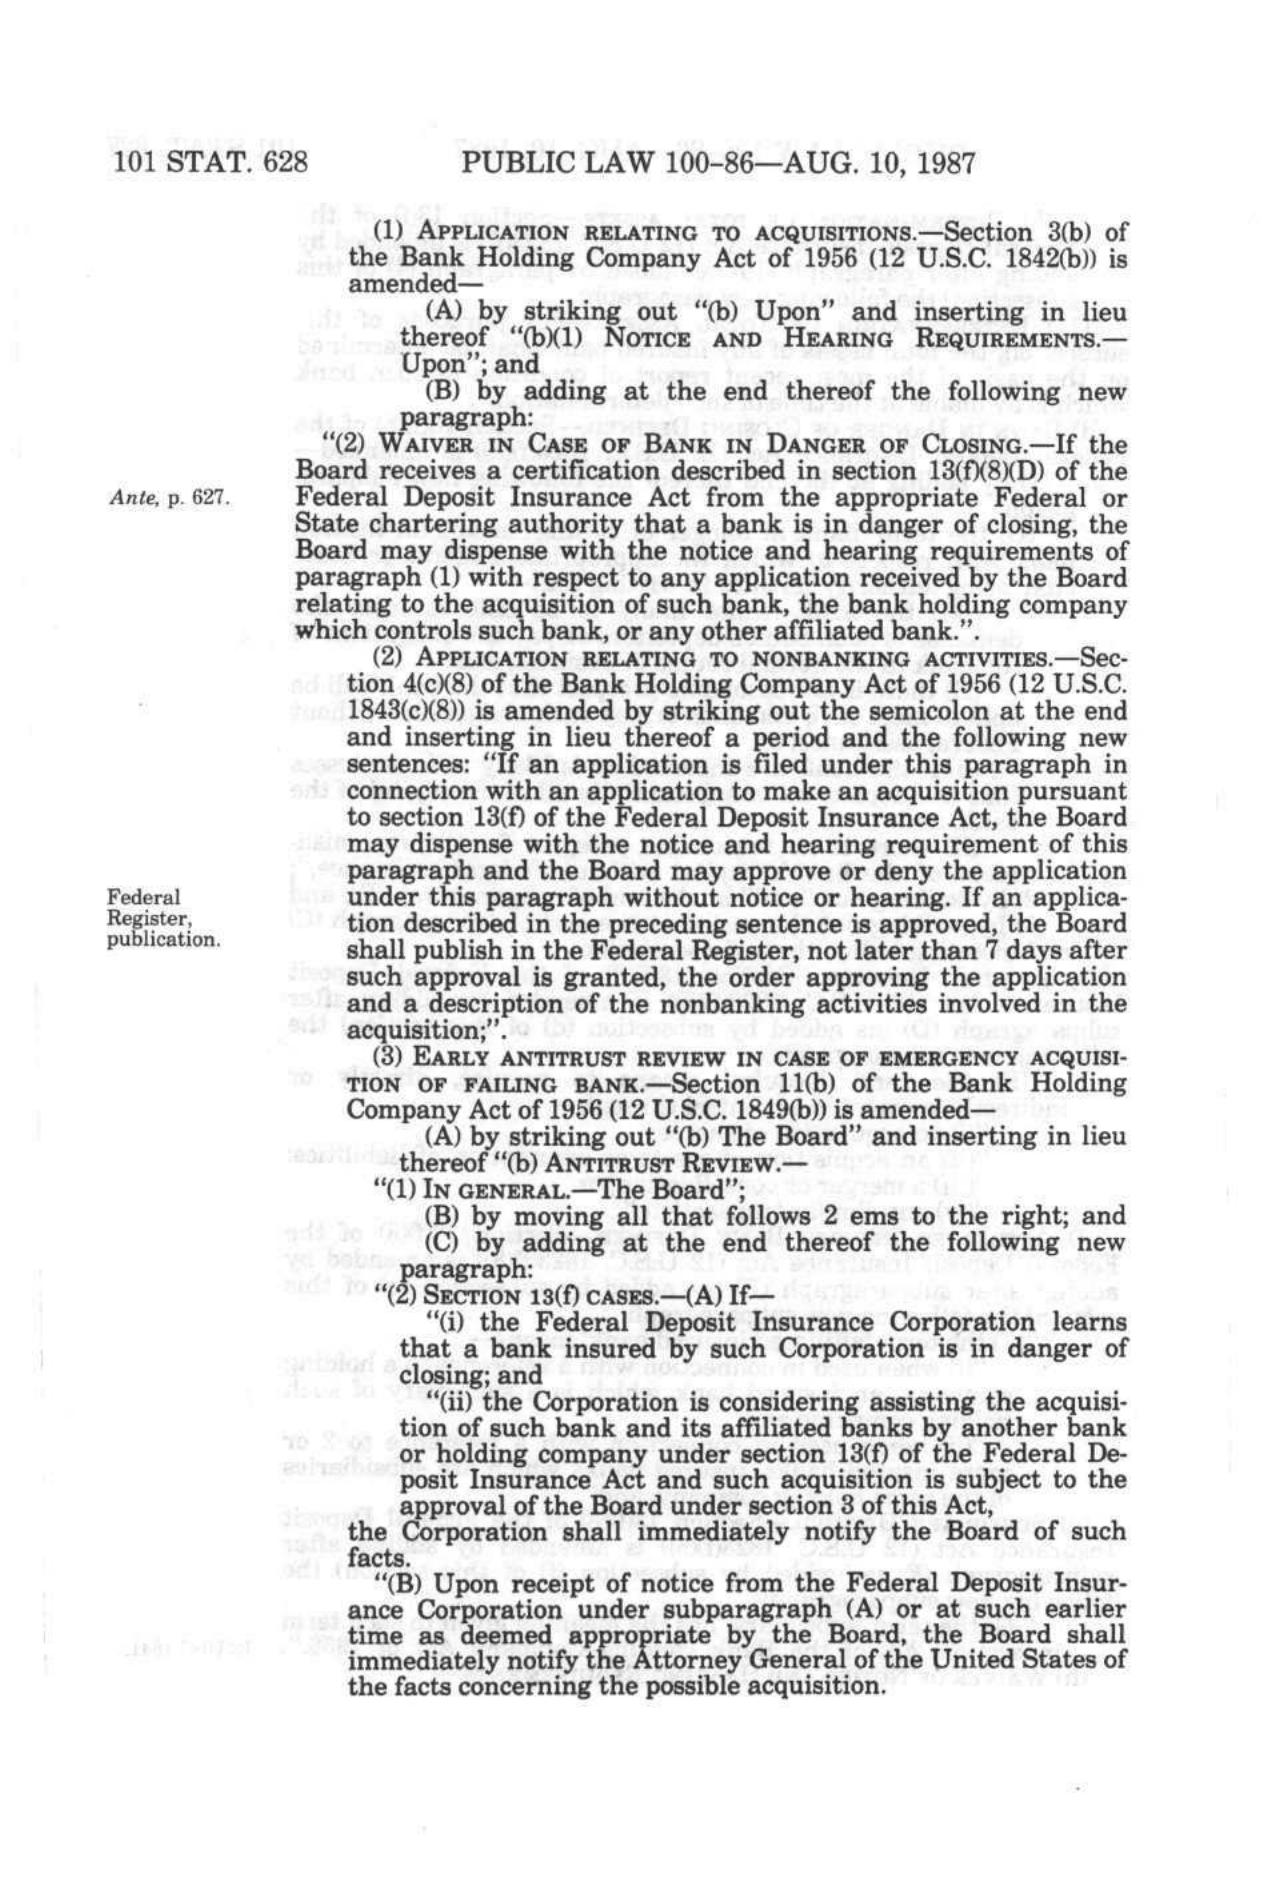 101 STAT. 628
PUBLIC LAW 100-86—AUG. 10, 1987
(1) APPLICATION RELATING TO ACQUISITIONS.—Section 3(b) of
the Bank Holding Company Act of 1956 (12 U.S.C. 1842(b)) is
amended—
(A) by striking out "(b) Upon" and inserting in lieu
thereof "(b)(1) NOTICE AND HEARING REQUIREMENTS.—
Upon"; and
(B) by adding at the end thereof the following new
paragraph:
"(2) WAIVER IN CASE OF BANK IN DANGER OF CLOSING.—If the
Board receives a certification described in section 13(f)(8)(D) of the
Ante, p. 627.
Federal Deposit Insurance Act from the appropriate Federal or
State chartering authority that a bank is in danger of closing, the
Board may dispense with the notice and hearing requirements of
paragraph (1) with respect to any application received by the Board
relating to the acquisition of such bank, the bank holding company
which controls such bank, or any other affiliated bank.".
(2) APPLICATION RELATING TO NONBANKING ACTIVITIES.—Sec-
tion 4(c)(8) of the Bank Holding Company Act of 1956 (12 U.S.C.
1843(c)(8)) is amended by striking out the semicolon at the end
and inserting in lieu thereof a period and the following new
sentences: "If an application is filed under this paragraph in
connection with an application to make an acquisition pursuant
to section 13(f) of the Federal Deposit Insurance Act, the Board
may dispense with the notice and hearing requirement of this
paragraph and the Board may approve or deny the application
Federal
Register,
publication.
under this paragraph without notice or hearing. If an applica-
tion described in the preceding sentence is approved, the Board
shall publish in the Federal Register, not later than 7 days after
such approval is granted, the order approving the application
and a description of the nonbanking activities involved in the
acquisition;".
(3) EARLY ANTITRUST REVIEW IN CASE OF EMERGENCY ACQUISI-
TION OF FAILING BANK.—Section 11(b) of the Bank Holding
Company Act of 1956 (12 U.S.C. 1849(b)) is amended—
(A) by striking out "(b) The Board" and inserting in lieu
thereof "(b) ANTITRUST REVIEW.—
"(1) IN GENERAL.—The Board";
(B) by moving all that follows 2 ems to the right; and
(C) by adding at the end thereof the following new
paragraph:
"(2) SECTION 13(f) CASES.—(A) If—
"(i) the Federal Deposit Insurance Corporation learns
that a bank insured by such Corporation is in danger of
closing; and
"(ii) the Corporation is considering assisting the acquisi-
tion of such bank and its affiliated banks by another bank
or holding company under section 13(f) of the Federal De-
posit Insurance Act and such acquisition is subject to the
approval of the Board under section 3 of this Act,
the Corporation shall immediately notify the Board of such
facts.
"(B) Upon receipt of notice from the Federal Deposit Insur-
ance Corporation under subparagraph (A) or at such earlier
time as deemed appropriate by the Board, the Board shall
immediately notify the Attorney General of the United States of
the facts concerning the possible acquisition.